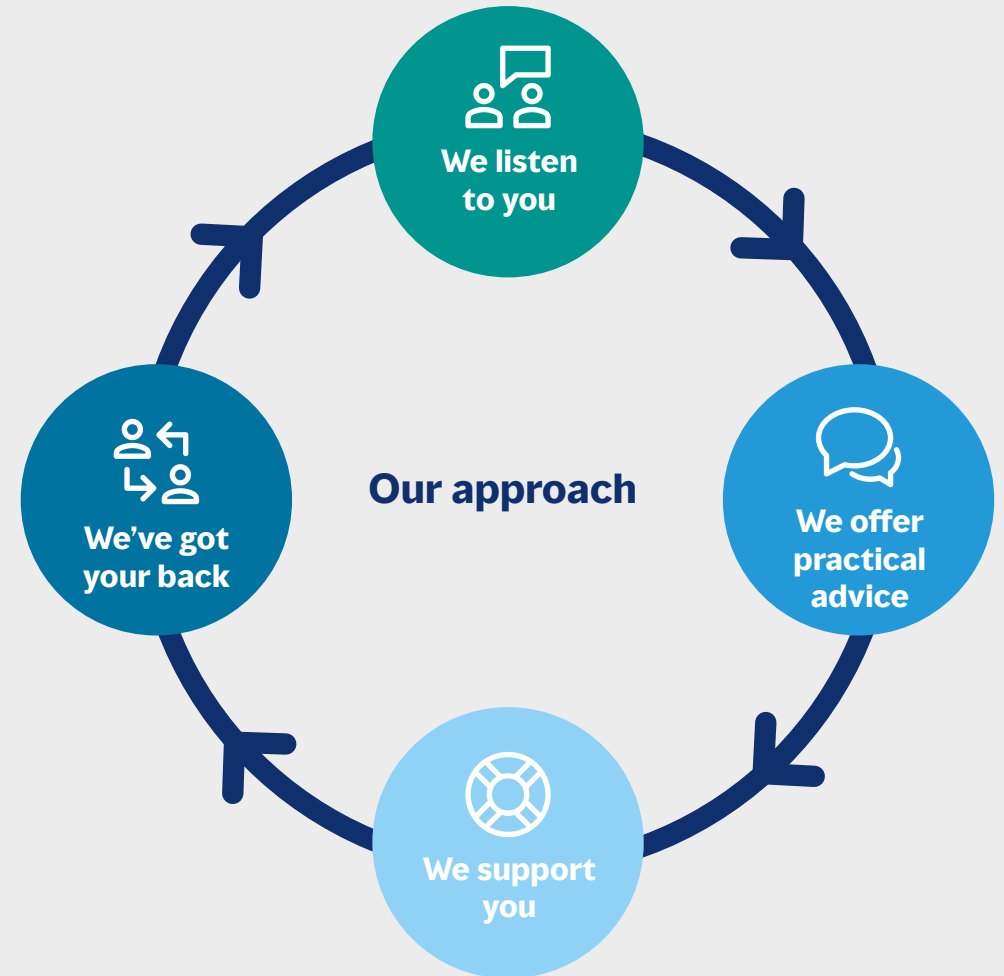 We listen
to you
Our approach
We offer
practical
advice
We support
you
We’ve got
your back